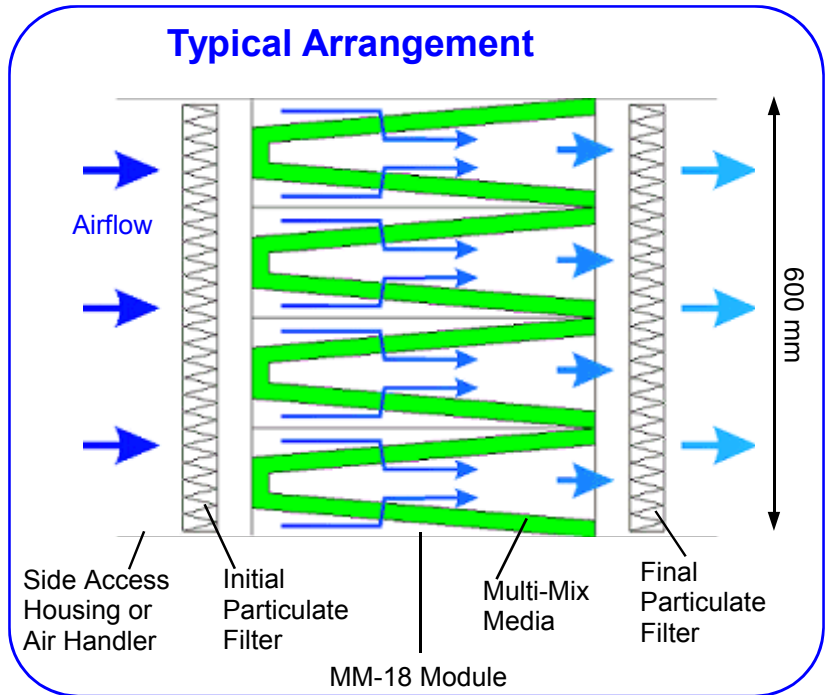 Typical Arrangement
Airflow
600 mm
Side Access
Housing or
Air Handler
Initial
Particulate
Filter
MM-18 Module
Multi-Mix
Media
Final
Particulate
Filter